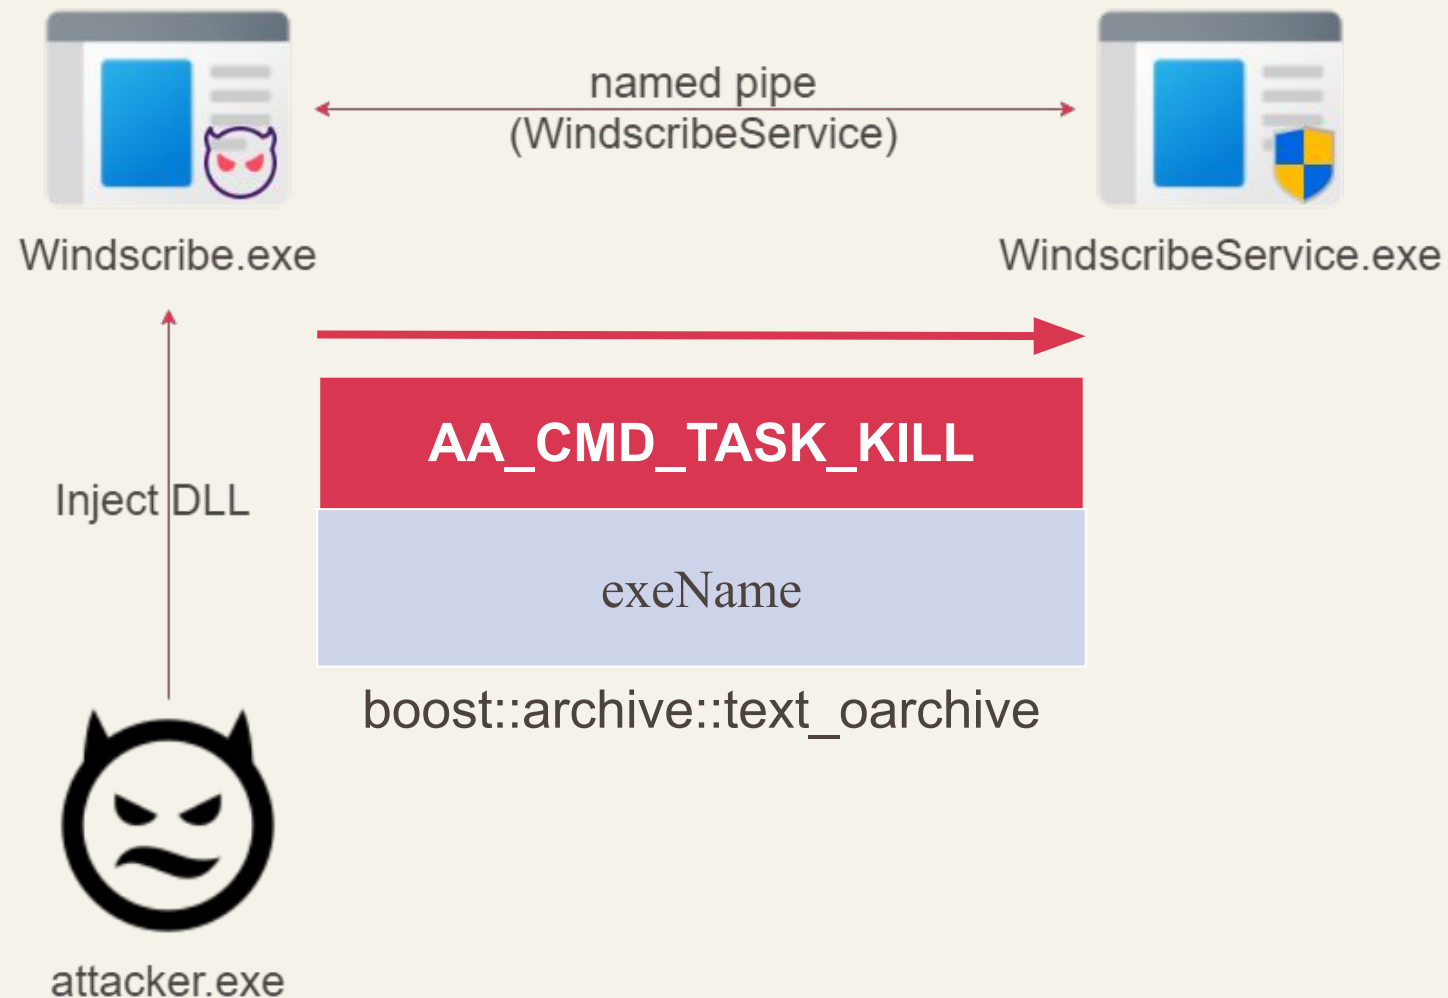 named pipe
(WindscribeService)
Windscribe.exe
WindscribeService.exe
AA_CMD_TASK_KILL
Inject DLL
exeName
boost::archive::text_oarchive
attacker.exe